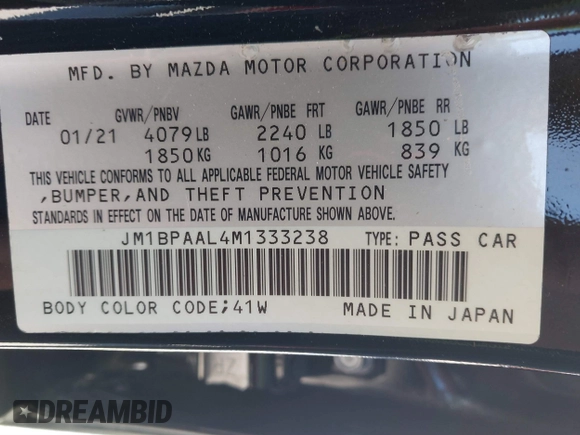 MFD. BY MAZDA MOTOR CORPORATION
DATE GVWR/PNBV GAWR/PNBE FRT GAWR/PNBE RR
01/21 4079 LB 2240 LB 1850 LB
1850 KG 1016 KG 839 KG
THIS VEHICLE CONFORMS TO ALL APPLICABLE FEDERAL MOTOR VEHICLE SAFETY
,BUMPER,AND THEFT PREVENTION
STANDARDS IN EFFECT ON THE DATE OF MANUFACTURE SHOWN ABOVE.
JM1BPAAL4M1333238 TYPE: PASS CAR
BODY COLOR CODE;41W MADE IN JAPAN
DREAMBID